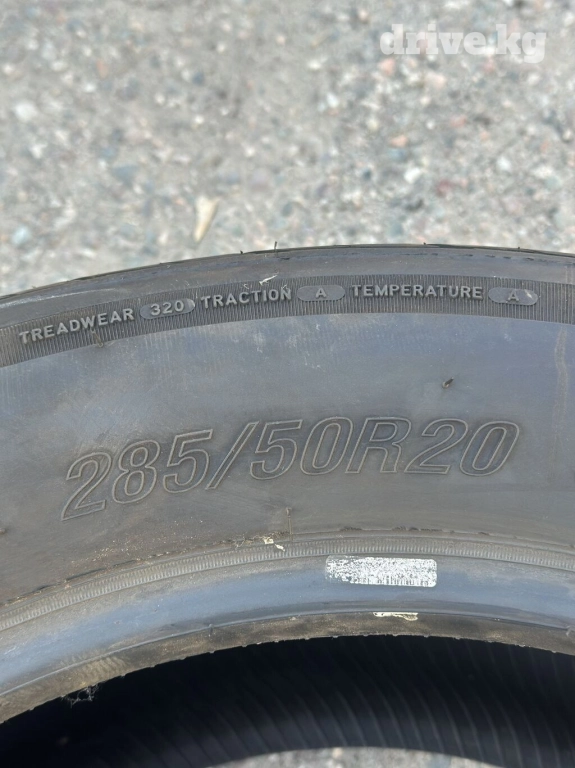 drive.kg
TREADWEAR 320 TRACTION A TEMPERATURE A
285/50R20